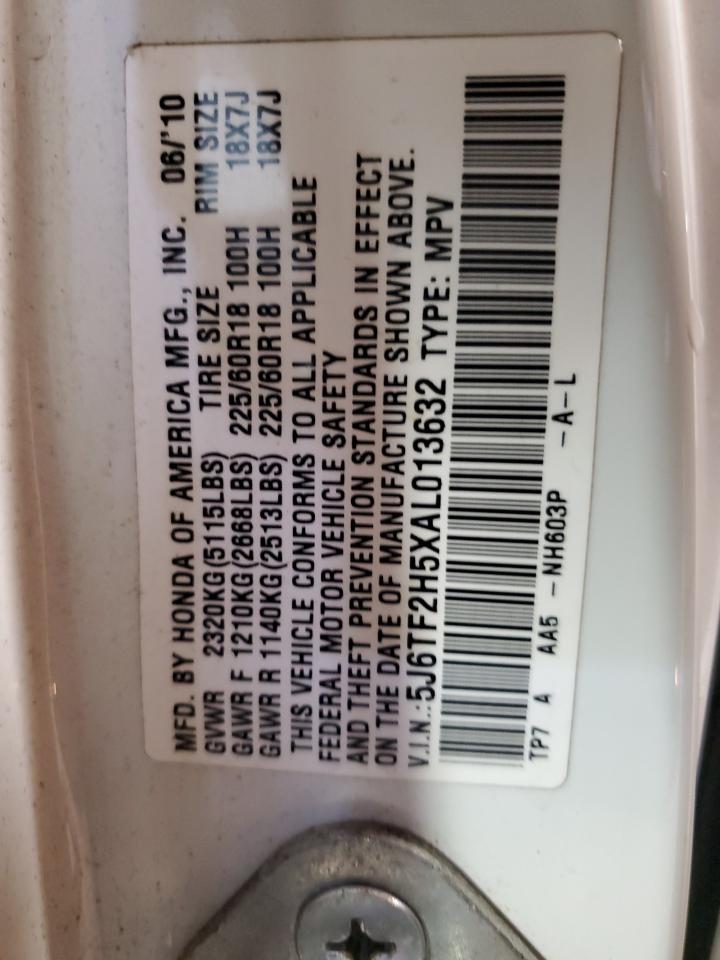 MFD. BY HONDA OF AMERICA MFG., INC. 06/'10
GVWR 2320KG(5115LBS) TIRE SIZE RIM SIZE
GAWR F 1210KG(2668LBS) 225/60R18 100H 18X7J
GAWR R 1140KG(2513LBS) 225/60R18 100H 18X7J
THIS VEHICLE CONFORMS TO ALL APPLICABLE
FEDERAL MOTOR VEHICLE SAFETY
AND THEFT PREVENTION STANDARDS IN EFFECT
ON THE DATE OF MANUFACTURE SHOWN ABOVE.
V.I.N.:5J6TF2H5XAL013632 TYPE: MPV
TP7 A AA5 -NH603P -A-L